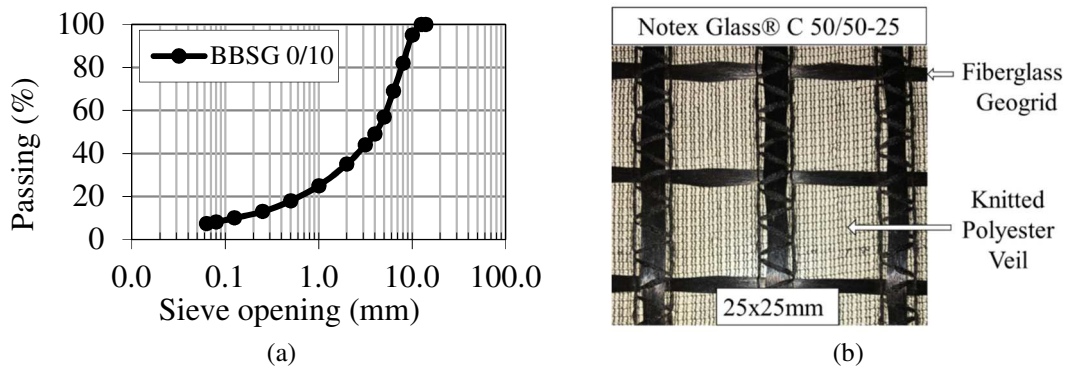 100
80
60
40
20
0
BBSG 0/10
Passing (%)
0.0 0.1 1.0 10.0 100.0
Sieve opening (mm)
(a)
Notex Glass® C 50/50-25
Fiberglass
Geogrid
Knitted
Polyester
Veil
25x25mm
(b)